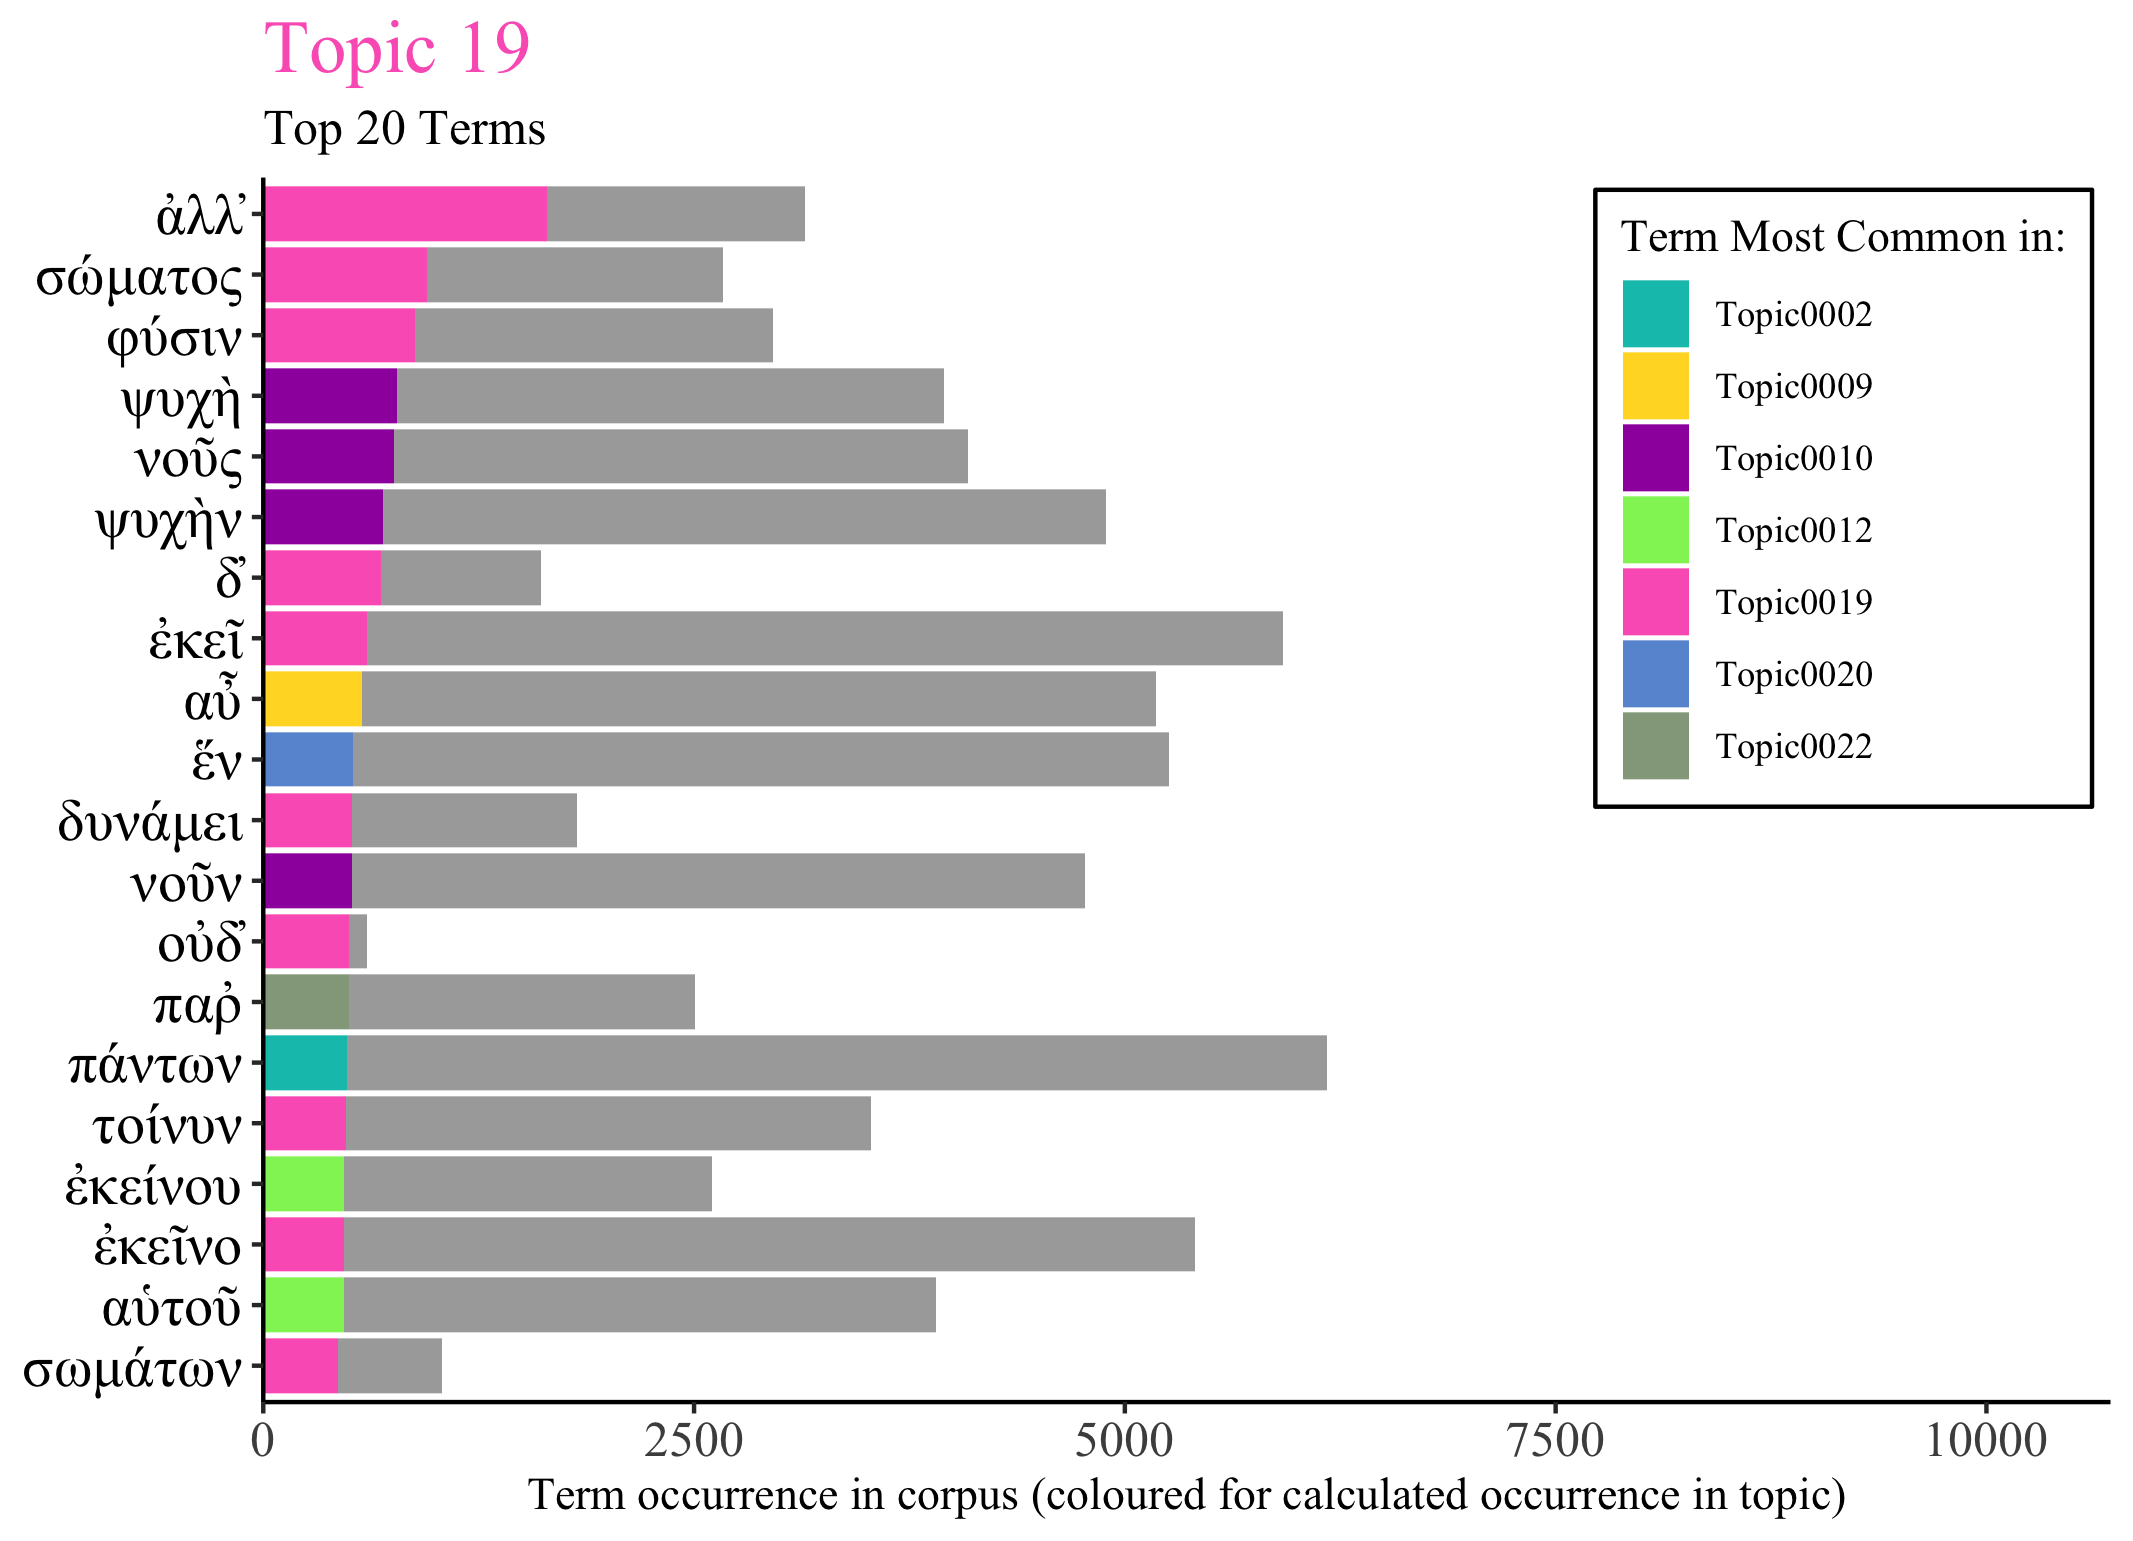 Topic 19
Top 20 Terms
ἀλλ’
σώματος
φύσιν
ψυχὴ
νοῦς
ψυχὴν
δ’
ἐκεῖ
αὖ
ἕν
δυνάμει
νοῦν
οὐδ’
παῤ
πάντων
τοίνυν
ἐκείνου
ἐκεῖνο
αὑτοῦ
σωμάτων
0 2500 5000 7500 10000
Term occurrence in corpus (coloured for calculated occurrence in topic)
Term Most Common in:
Topic0002
Topic0009
Topic0010
Topic0012
Topic0019
Topic0020
Topic0022